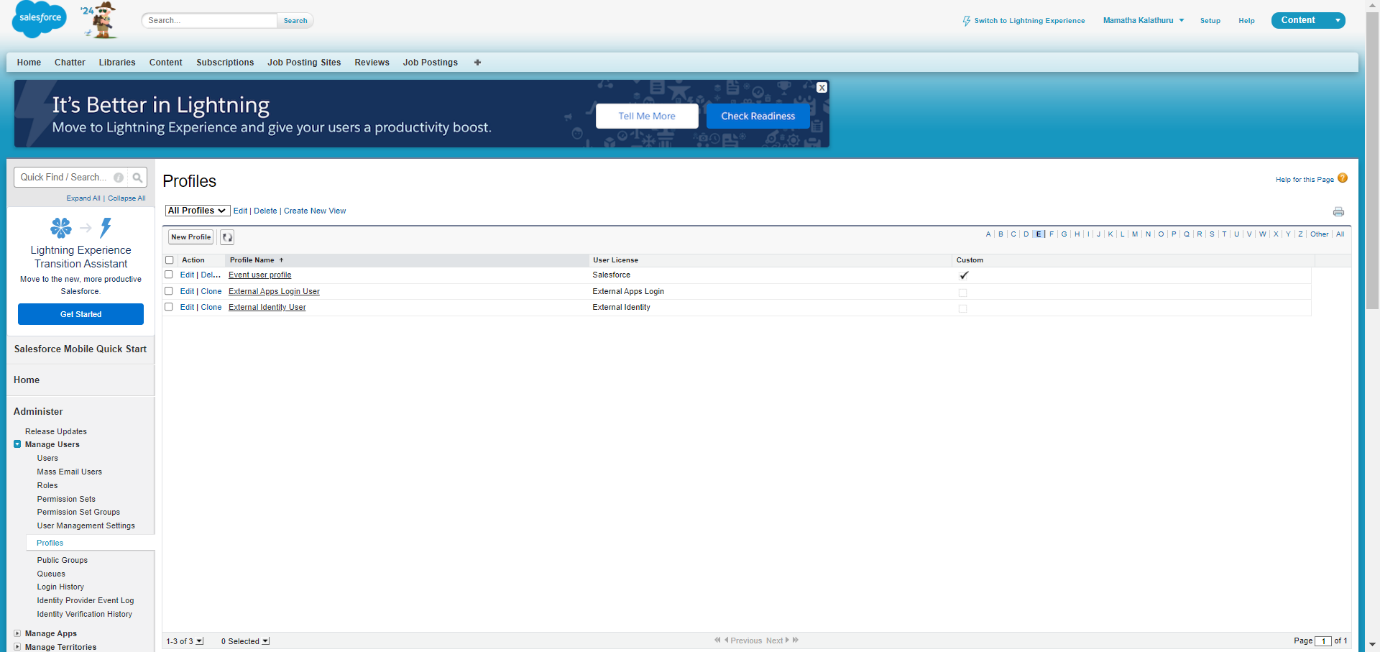 salesforce
'24
Search...
Search
Switch to Lightning Experience
Mamatha Kalathuru
Setup
Help
Content
Home
Chatter
Libraries
Content
Subscriptions
Job Posting Sites
Reviews
Job Postings
+
It's Better in Lightning
Move to Lightning Experience and give your users a productivity boost.
Tell Me More
Check Readiness
X
Quick Find / Search...
Expand All | Collapse All
Lightning Experience
Transition Assistant
Move to the new, more productive
Salesforce.
Get Started
Salesforce Mobile Quick Start
Home
Administer
Release Updates
Manage Users
Users
Mass Email Users
Roles
Permission Sets
Permission Set Groups
User Management Settings
Profiles
Public Groups
Queues
Login History
Identity Provider Event Log
Identity Verification History
Manage Apps
Manage Territories
Profiles
Help for this Page ?
All Profiles
Edit | Delete | Create New View
New Profile
A | B | C | D | E | F | G | H | I | J | K | L | M | N | O | P | Q | R | S | T | U | V | W | X | Y | Z | Other | All
Action Profile Name ↑ User License Custom
Edit | Del... Event user profile Salesforce ✓
Edit | Clone External Apps Login User External Apps Login
Edit | Clone External Identity User External Identity
1-3 of 3
0 Selected
Previous Next
Page 1 of 1